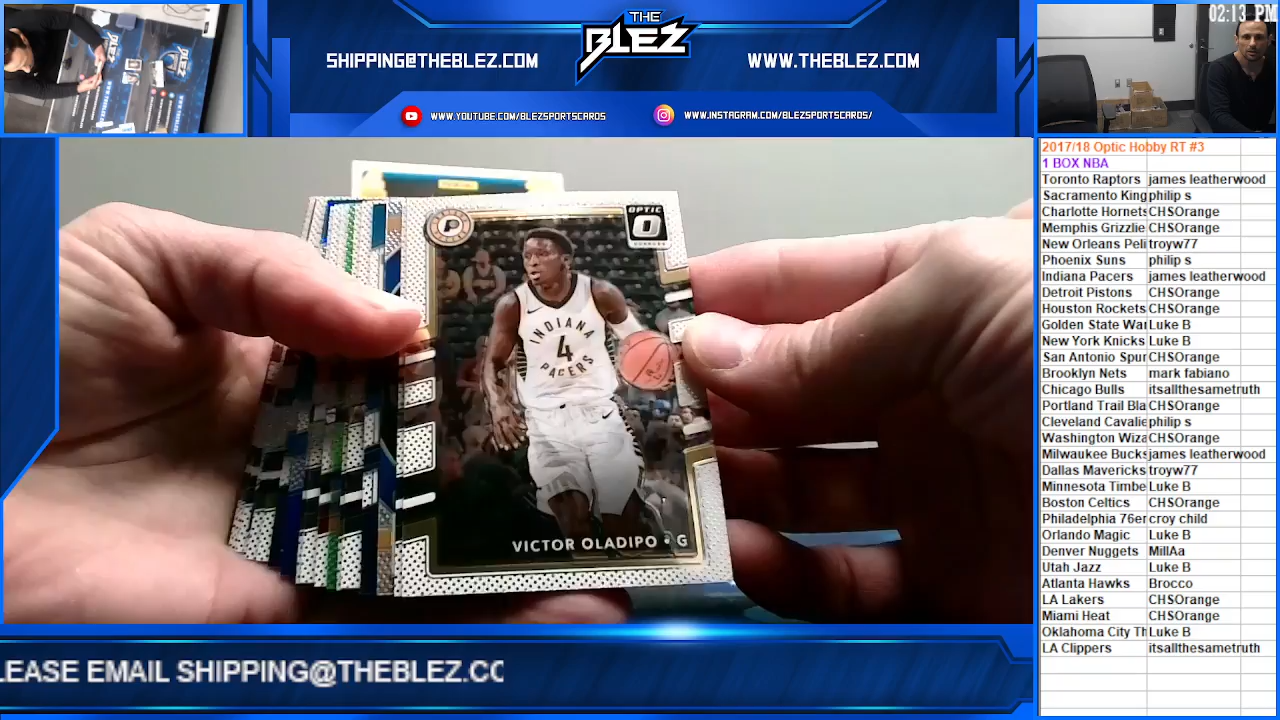 THE
BLEZ
SHIPPING@THEBLEZ.COM
WWW.THEBLEZ.COM
WWW.YOUTUBE.COM/BLEZSPORTSCARDS
WWW.INSTAGRAM.COM/BLEZSPORTSCARDS/
02:13 PM
2017/18 Optic Hobby RT #3
1 BOX NBA
Toronto Raptors james leatherwood
Sacramento King philip s
Charlotte Hornets CHSOrange
Memphis Grizzlie CHSOrange
New Orleans Peli troyw77
Phoenix Suns philip s
Indiana Pacers james leatherwood
Detroit Pistons CHSOrange
Houston Rockets CHSOrange
Golden State War Luke B
New York Knicks Luke B
San Antonio Spur CHSOrange
Brooklyn Nets mark fabiano
Chicago Bulls itsallthesametruth
Portland Trail Bla CHSOrange
Cleveland Cavalie philip s
Washington Wiza CHSOrange
Milwaukee Bucks james leatherwood
Dallas Mavericks troyw77
Minnesota Timbe Luke B
Boston Celtics CHSOrange
Philadelphia 76er croy child
Orlando Magic Luke B
Denver Nuggets MillAa
Utah Jazz Luke B
Atlanta Hawks Brocco
LA Lakers CHSOrange
Miami Heat CHSOrange
Oklahoma City Th Luke B
LA Clippers itsallthesametruth
P
OPTIC
O
INDIANA
4
PACERS
VICTOR OLADIPO • G
LEASE EMAIL SHIPPING@THEBLEZ.CO